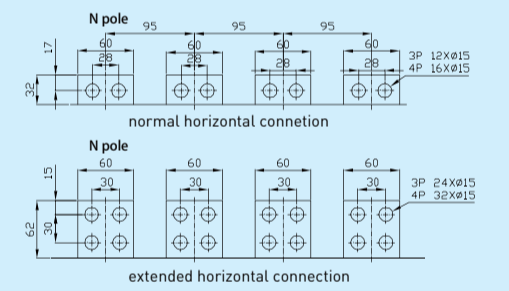 N pole
95 95 95
60 60 60 60
28 28 28 28
17
32
3P 12XØ15
4P 16XØ15
normal horizontal connetion
N pole
60 60 60 60
30 30 30 30
15
62
30
3P 24XØ15
4P 32XØ15
extended horizontal connection